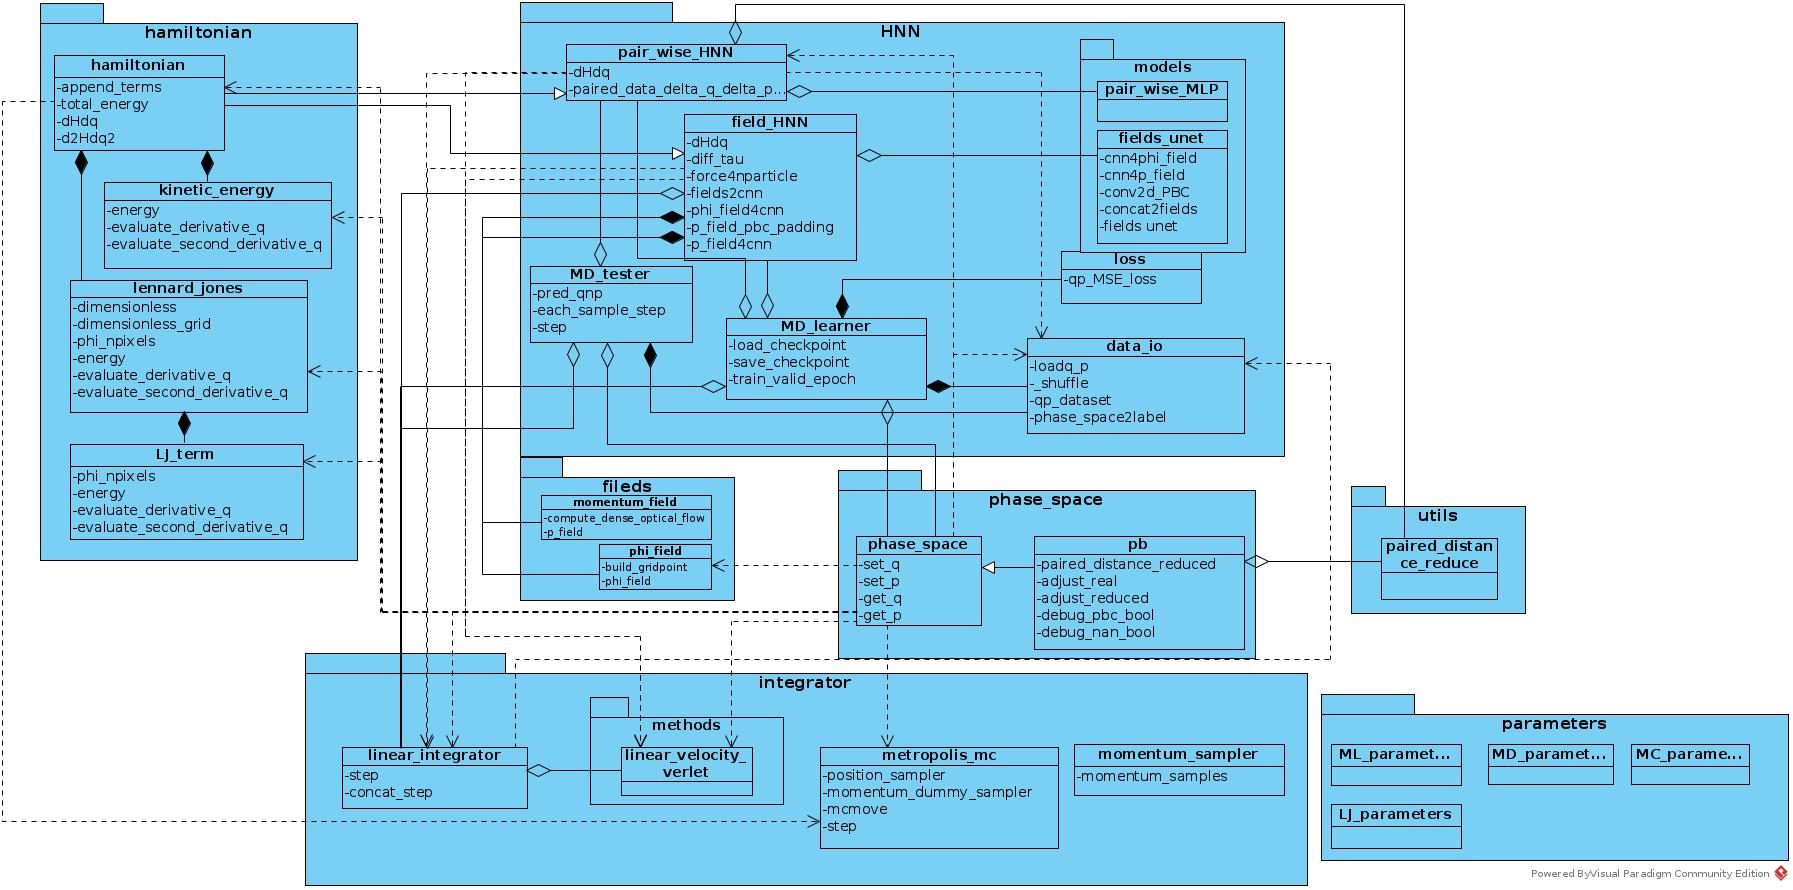 hamiltonian
hamiltonian
-append_terms
-total_energy
-dHdq
-d2Hdq2
kinetic_energy
-energy
-evaluate_derivative_q
-evaluate_second_derivative_q
lennard_jones
-dimensionless
-dimensionless_grid
-phi_npixels
-energy
-evaluate_derivative_q
-evaluate_second_derivative_q
LJ_term
-phi_npixels
-energy
-evaluate_derivative_q
-evaluate_second_derivative_q
HNN
pair_wise_HNN
-dHdq
-paired_data_delta_q_delta_p...
field_HNN
-dHdq
-diff_tau
-force4nparticle
-fields2cnn
-phi_field4cnn
-p_field_pbc_padding
-p_field4cnn
models
pair_wise_MLP
fields_unet
-cnn4phi_field
-cnn4p_field
-conv2d_PBC
-concat2fields
-fields unet
loss
-qp_MSE_loss
MD_tester
-pred_qnp
-each_sample_step
-step
MD_learner
-load_checkpoint
-save_checkpoint
-train_valid_epoch
data_io
-loadq_p
-_shuffle
-qp_dataset
-phase_space2label
fileds
momentum_field
-compute_dense_optical_flow
-p_field
phi_field
-build_gridpoint
-phi_field
phase_space
phase_space
-set_q
-set_p
-get_q
-get_p
pb
-paired_distance_reduced
-adjust_real
-adjust_reduced
-debug_pbc_bool
-debug_nan_bool
utils
paired_distan
ce_reduce
integrator
linear_integrator
-step
-concat_step
methods
linear_velocity_
verlet
metropolis_mc
-position_sampler
-momentum_dummy_sampler
-mcmove
-step
momentum_sampler
-momentum_samples
parameters
ML_paramet...
MD_paramet...
MC_parame...
LJ_parameters
Powered ByVisual Paradigm Community Edition